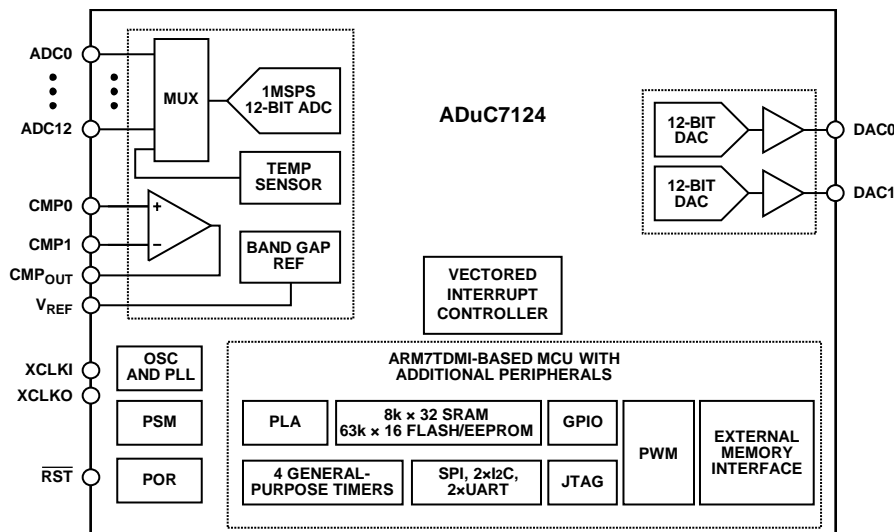 ADC0
ADC12
CMP0
CMP1
CMPOUT
VREF
XCLKI
XCLKO
RST
MUX
1MSPS
12-BIT ADC
TEMP
SENSOR
+
−
BAND GAP
REF
ADuC7124
12-BIT
DAC
12-BIT
DAC
DAC0
DAC1
VECTORED
INTERRUPT
CONTROLLER
OSC
AND PLL
PSM
POR
ARM7TDMI-BASED MCU WITH
ADDITIONAL PERIPHERALS
PLA
8k × 32 SRAM
63k × 16 FLASH/EEPROM
GPIO
4 GENERAL-
PURPOSE TIMERS
SPI, 2×I2C,
2×UART
JTAG
PWM
EXTERNAL
MEMORY
INTERFACE